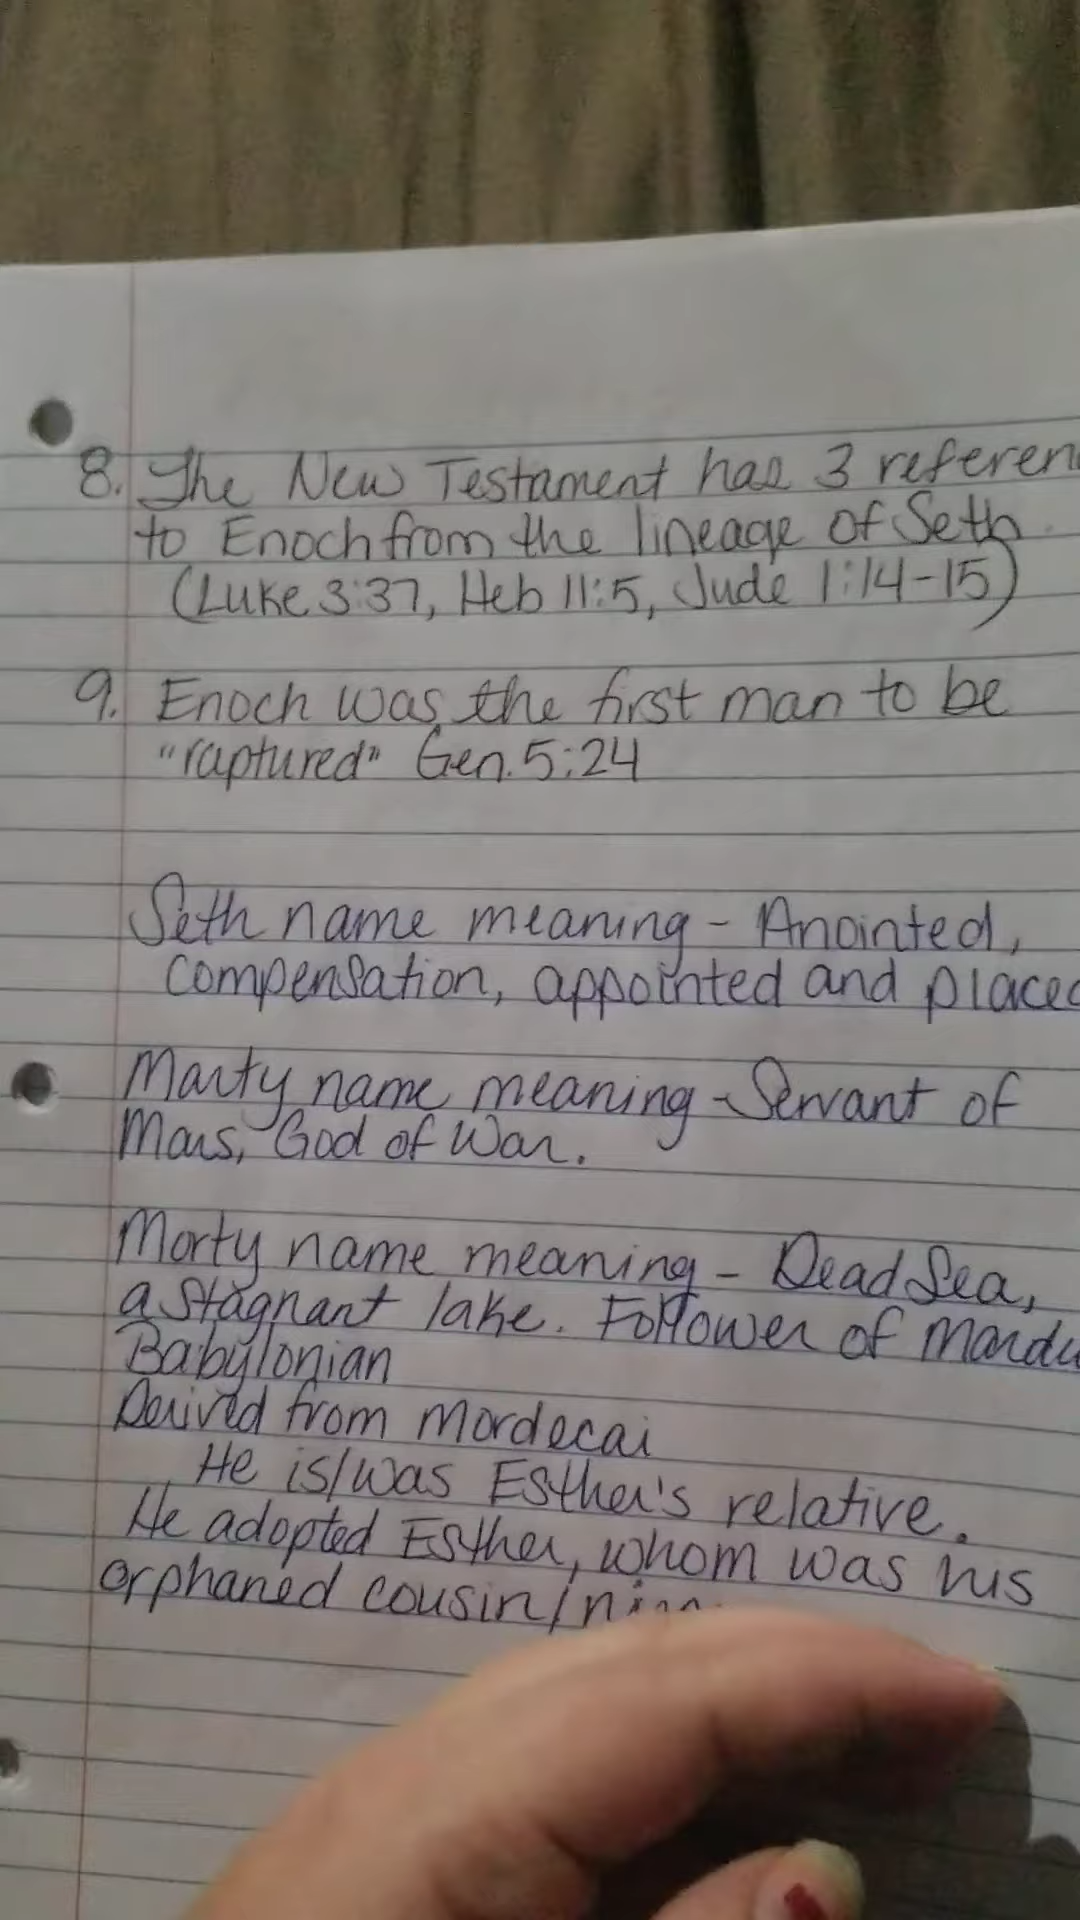 8. The New Testament has 3 referen
to Enoch from the lineage of Seth.
(Luke 3:37, Heb 11:5, Jude 1:14-15)
9. Enoch was the first man to be
"raptured" Gen. 5:24
Seth name meaning - Anointed,
compensation, appointed and placed
Marty name meaning - Servant of
Mars, God of War.
Morty name meaning - Dead Sea,
a stagnant lake. Follower of Mardu
Babylonian
Derived from Mordecai
He is/was Esther's relative.
He adopted Esther, whom was his
orphaned cousin/